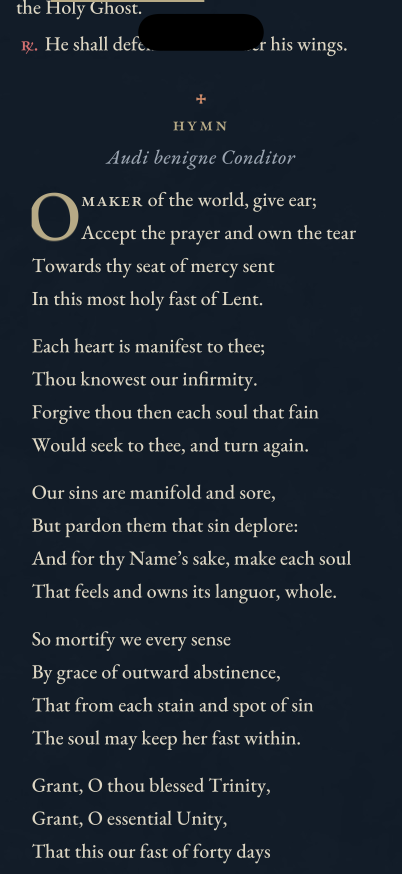 the Holy Ghost.
℟. He shall his wings.
✠
HYMN
Audi benigne Conditor
O MAKER of the world, give ear;
Accept the prayer and own the tear
Towards thy seat of mercy sent
In this most holy fast of Lent.
Each heart is manifest to thee;
Thou knowest our infirmity.
Forgive thou then each soul that fain
Would seek to thee, and turn again.
Our sins are manifold and sore,
But pardon them that sin deplore:
And for thy Name’s sake, make each soul
That feels and owns its languor, whole.
So mortify we every sense
By grace of outward abstinence,
That from each stain and spot of sin
The soul may keep her fast within.
Grant, O thou blessed Trinity,
Grant, O essential Unity,
That this our fast of forty days